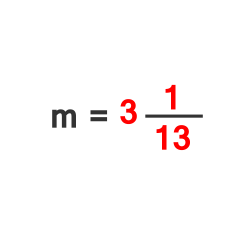 m = 3 1/13